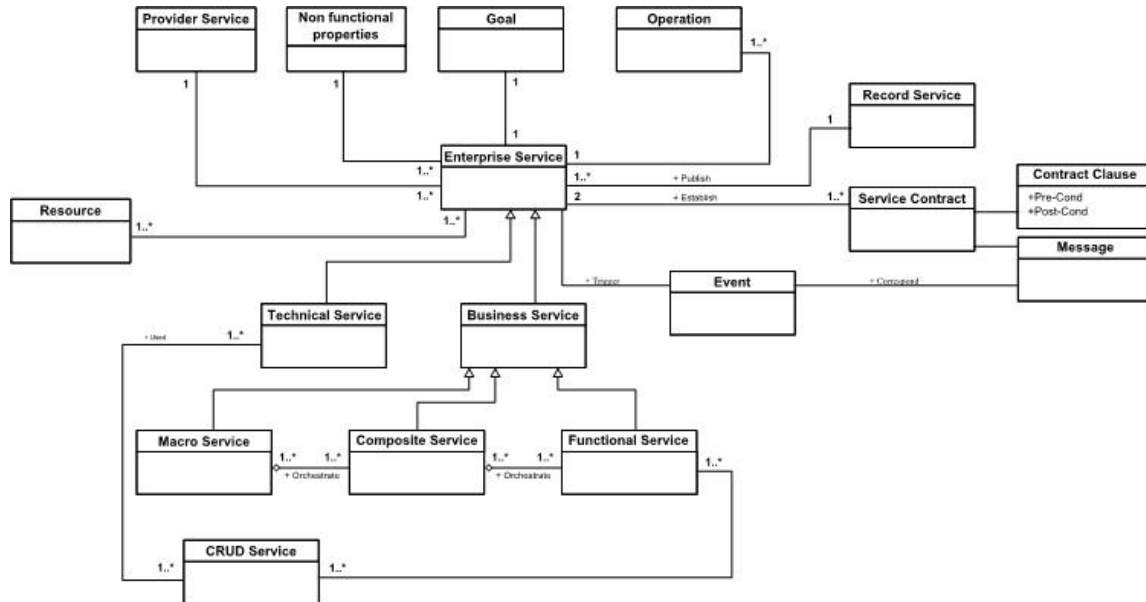 Provider Service
Non functional
properties
Goal
Operation
1
1
1
1..*
Record Service
1
1
Enterprise Service
1
1..*
1..*
+ Publish
Contract Clause
+Pre-Cond
+Post-Cond
1..*
2
+ Establish
1..*
Service Contract
Resource
1..*
1..*
Message
+ Trigger
Event
+ Correspond
Technical Service
Business Service
+ Used
1..*
Macro Service
Composite Service
Functional Service
1..*
1..*
1..*
1..*
+ Orchestrate
+ Orchestrate
1..*
CRUD Service
1..*
1..*